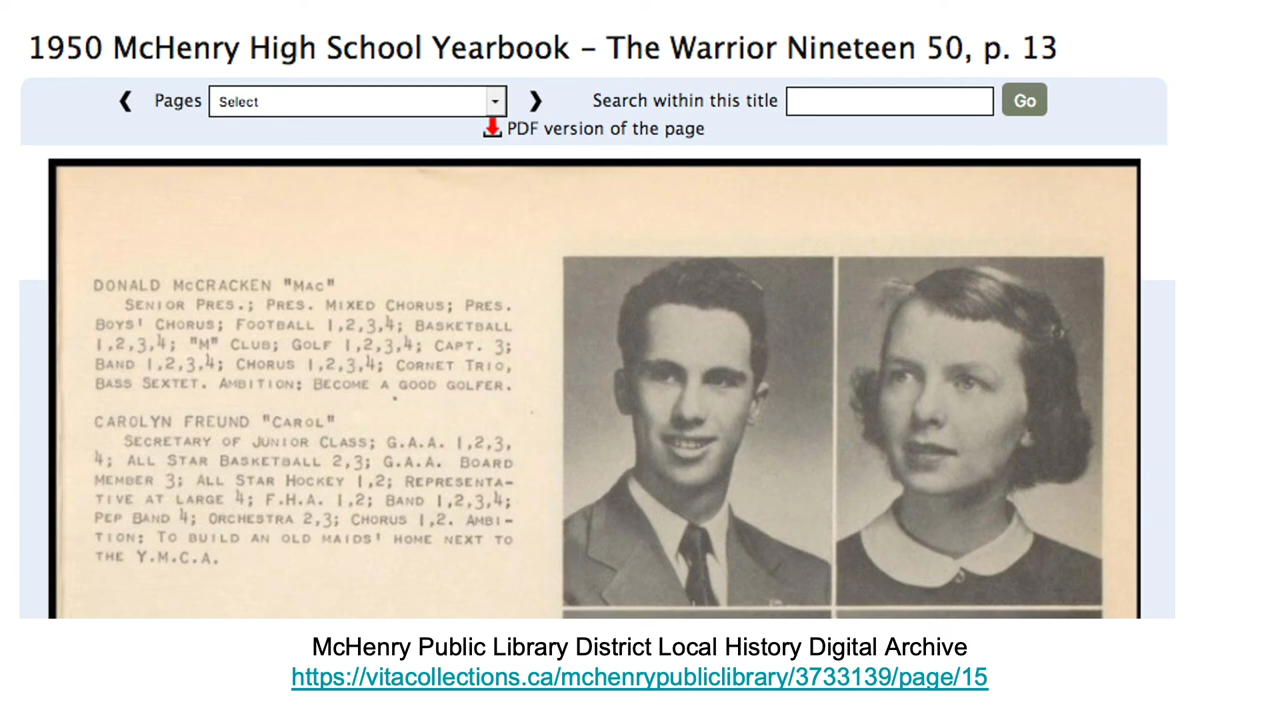 1950 McHenry High School Yearbook – The Warrior Nineteen 50, p. 13
❮ Pages Select ❯ Search within this title Go
PDF version of the page
DONALD McCRACKEN "MAC"
SENIOR PRES.; PRES. MIXED CHORUS; PRES.
BOYS' CHORUS; FOOTBALL 1,2,3,4; BASKETBALL
1,2,3,4; "M" CLUB; GOLF 1,2,3,4; CAPT. 3;
BAND 1,2,3,4; CHORUS 1,2,3,4; CORNET TRIO,
BASS SEXTET. AMBITION: BECOME A GOOD GOLFER.
CAROLYN FREUND "CAROL"
SECRETARY OF JUNIOR CLASS; G.A.A. 1,2,3,
4; ALL STAR BASKETBALL 2,3; G.A.A. BOARD
MEMBER 3; ALL STAR HOCKEY 1,2; REPRESENTA-
TIVE AT LARGE 4; F.H.A. 1,2; BAND 1,2,3,4;
PEP BAND 4; ORCHESTRA 2,3; CHORUS 1,2. AMBI-
TION: TO BUILD AN OLD MAIDS' HOME NEXT TO
THE Y.M.C.A.
McHenry Public Library District Local History Digital Archive
https://vitacollections.ca/mchenrypubliclibrary/3733139/page/15